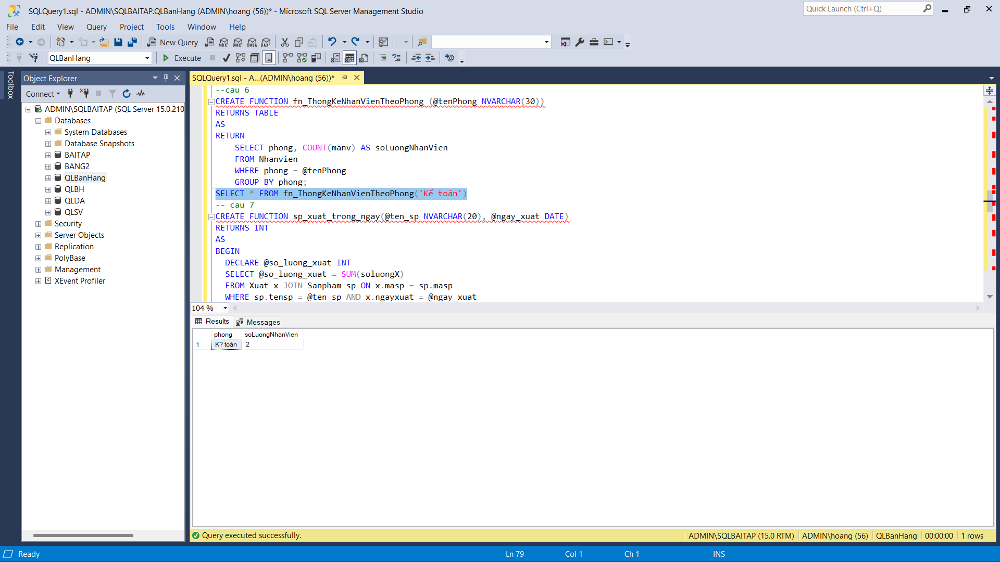 SQLQuery1.sql - ADMIN\SQLBAITAP.QLBanHang (ADMIN\hoang (56))* - Microsoft SQL Server Management Studio
Quick Launch (Ctrl+Q)
File Edit View Query Project Tools Window Help
New Query
MDX DMX XMLA DAX
QLBanHang
Execute
Toolbox
Object Explorer
Connect
ADMIN\SQLBAITAP (SQL Server 15.0.210
Databases
System Databases
Database Snapshots
BAITAP
BANG2
QLBanHang
QLBH
QLDA
QLSV
Security
Server Objects
Replication
PolyBase
Management
XEvent Profiler
SQLQuery1.sql - A...(ADMIN\hoang (56))*
--cau 6
CREATE FUNCTION fn_ThongKeNhanVienTheoPhong (@tenPhong NVARCHAR(30))
RETURNS TABLE
AS
RETURN
SELECT phong, COUNT(manv) AS soLuongNhanVien
FROM Nhanvien
WHERE phong = @tenPhong
GROUP BY phong;
SELECT * FROM fn_ThongKeNhanVienTheoPhong('Kế toán')
-- cau 7
CREATE FUNCTION sp_xuat_trong_ngay(@ten_sp NVARCHAR(20), @ngay_xuat DATE)
RETURNS INT
AS
BEGIN
DECLARE @so_luong_xuat INT
SELECT @so_luong_xuat = SUM(soluongX)
FROM Xuat x JOIN Sanpham sp ON x.masp = sp.masp
WHERE sp.tensp = @ten_sp AND x.ngayxuat = @ngay_xuat
104 %
Results Messages
phong soLuongNhanVien
1 K? toán 2
Query executed successfully.
ADMIN\SQLBAITAP (15.0 RTM) ADMIN\hoang (56) QLBanHang 00:00:00 1 rows
Ready Ln 79 Col 1 Ch 1 INS